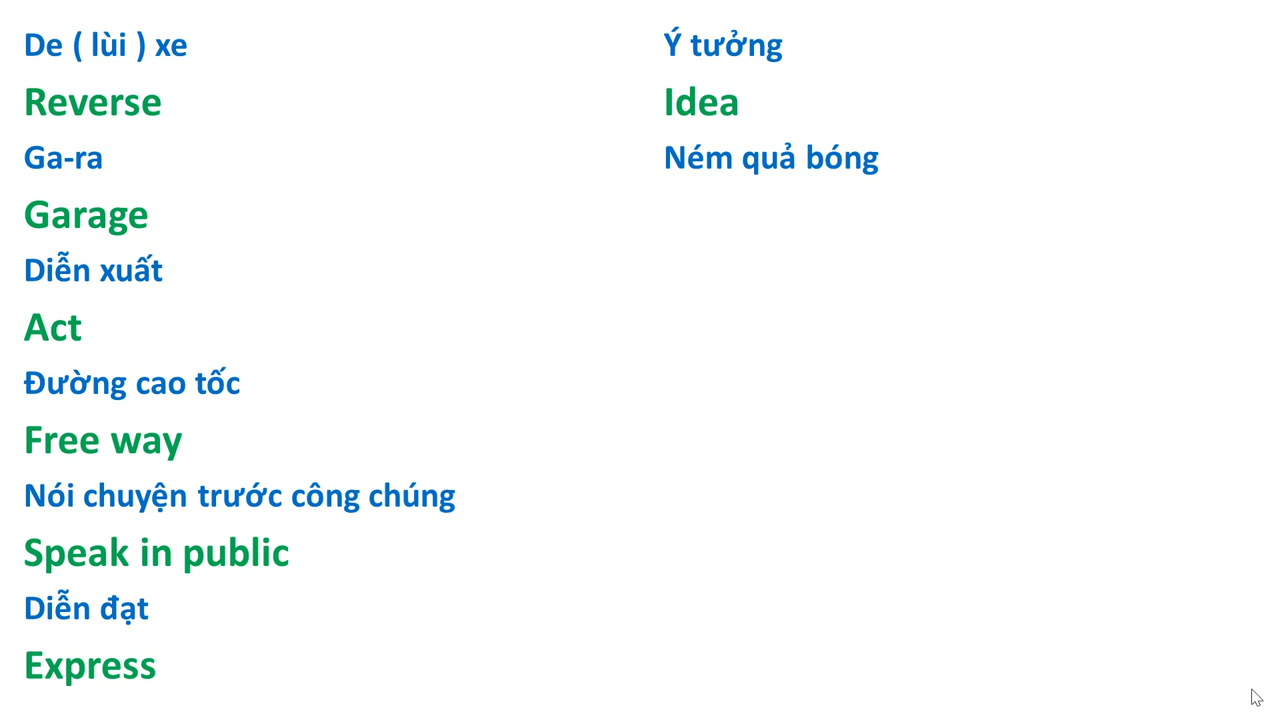 De ( lùi ) xe
Reverse
Ga-ra
Garage
Diễn xuất
Act
Đường cao tốc
Free way
Nói chuyện trước công chúng
Speak in public
Diễn đạt
Express
Ý tưởng
Idea
Ném quả bóng